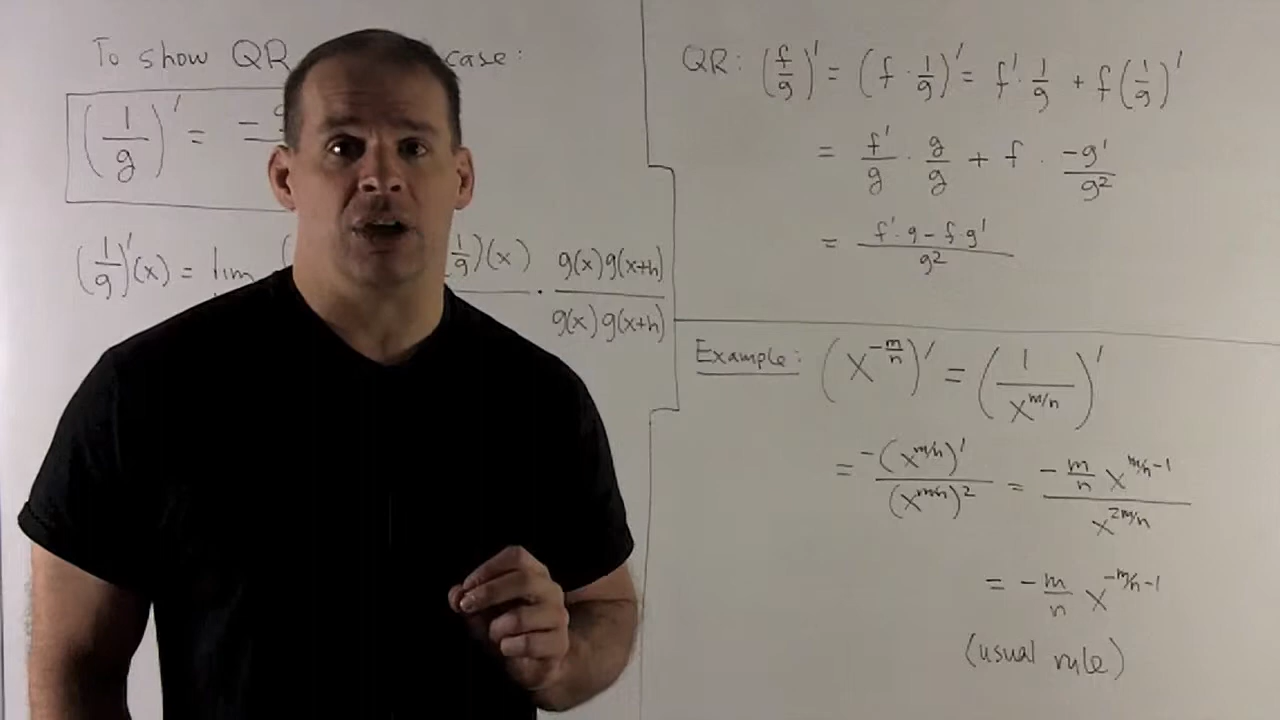 To show QR case:
(1/g)' = -g
(1/g)'(x) = lim (1/g)(x) · g(x)g(x+h)/g(x)g(x+h)
QR: (f/g)' = (f · 1/g)' = f' · 1/g + f(1/g)'
= f'/g · g/g + f · -g'/g²
= f'·g - f·g'/g²
Example: (x^(-m/n))' = (1/x^(m/n))'
= -(x^(m/n))'/(x^(m/n))² = -m/n x^(m/n-1)/x^(2m/n)
= -m/n x^(-m/n-1)
(usual rule)